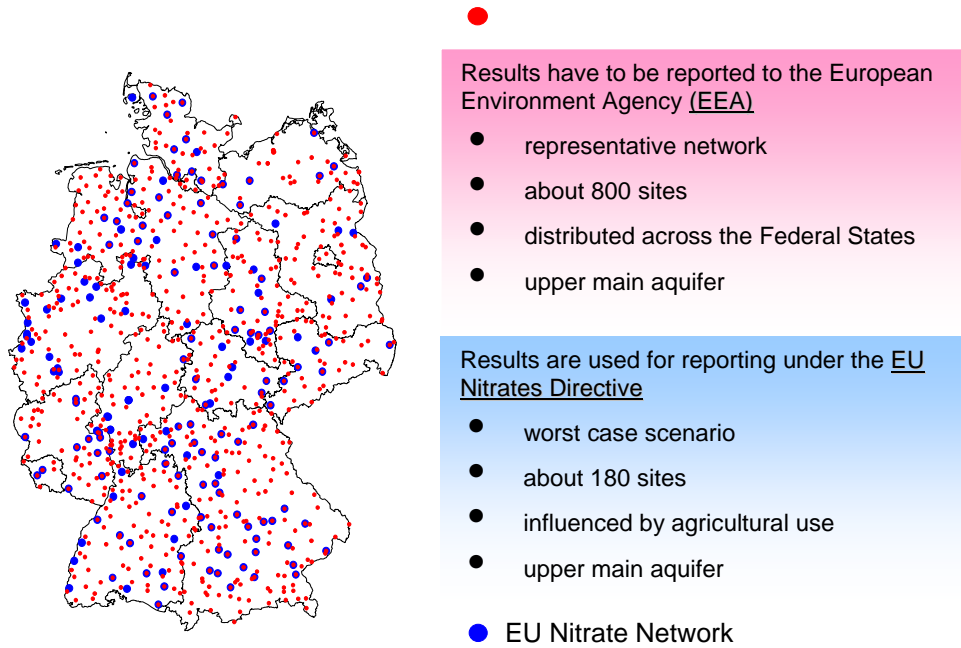 Results have to be reported to the European
Environment Agency (EEA)
• representative network
• about 800 sites
• distributed across the Federal States
• upper main aquifer
Results are used for reporting under the EU
Nitrates Directive
• worst case scenario
• about 180 sites
• influenced by agricultural use
• upper main aquifer
EU Nitrate Network